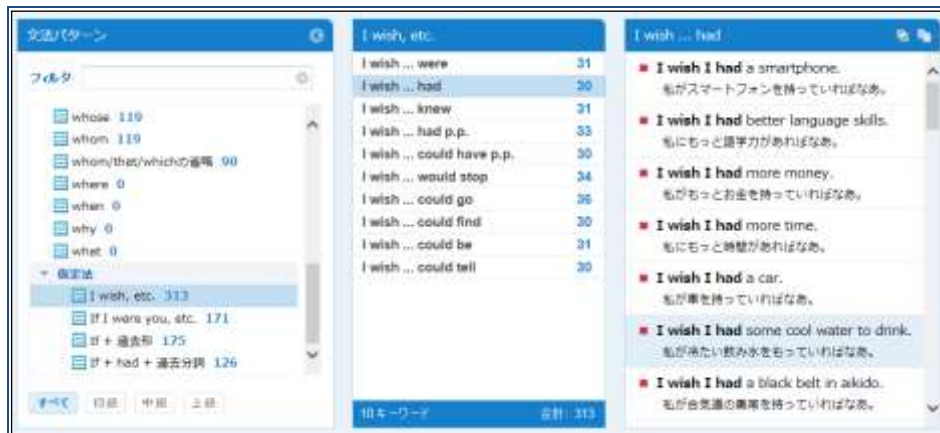 文法パターン
フィルタ
whose 119
whom 119
whom/that/whichの省略 90
where 0
when 0
why 0
what 0
仮定法
I wish, etc. 313
If I were you, etc. 171
If + 過去形 175
If + had + 過去分詞 126
すべて 初級 中級 上級
I wish, etc.
I wish ... were 31
I wish ... had 30
I wish ... knew 31
I wish ... had p.p. 33
I wish ... could have p.p. 30
I wish ... would stop 34
I wish ... could go 36
I wish ... could find 30
I wish ... could be 31
I wish ... could tell 30
10キーワード 合計: 313
I wish ... had
I wish I had a smartphone.
私がスマートフォンを持っていればなあ。
I wish I had better language skills.
私にもっと語学力があればなあ。
I wish I had more money.
私がもっとお金を持っていればなあ。
I wish I had more time.
私にもっと時間があればなあ。
I wish I had a car.
私が車を持っていればなあ。
I wish I had some cool water to drink.
私が冷たい飲み水をもっていればなあ。
I wish I had a black belt in aikido.
私が合気道の黒帯を持っていればなあ。